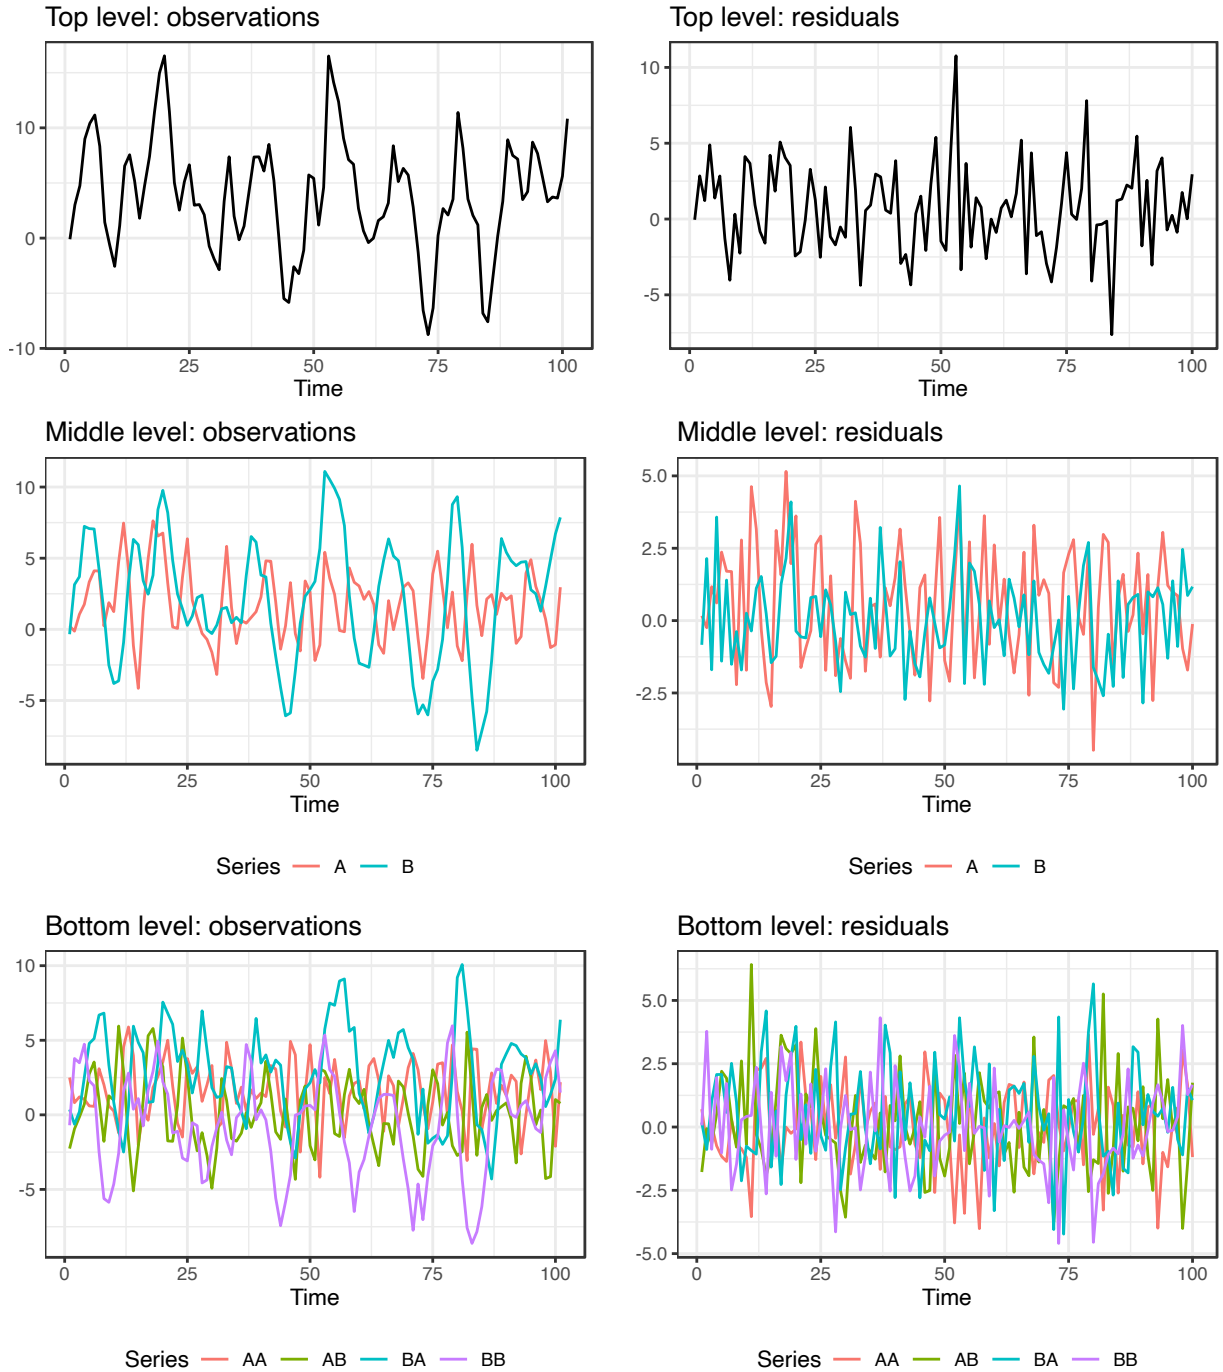 Top level: observations
10
0
-10
0 25 50 75 100
Time
Top level: residuals
10
5
0
-5
0 25 50 75 100
Time
Middle level: observations
10
5
0
-5
0 25 50 75 100
Time
Series A B
Middle level: residuals
5.0
2.5
0.0
-2.5
0 25 50 75 100
Time
Series A B
Bottom level: observations
10
5
0
-5
0 25 50 75 100
Time
Series AA AB BA BB
Bottom level: residuals
5.0
2.5
0.0
-2.5
-5.0
0 25 50 75 100
Time
Series AA AB BA BB